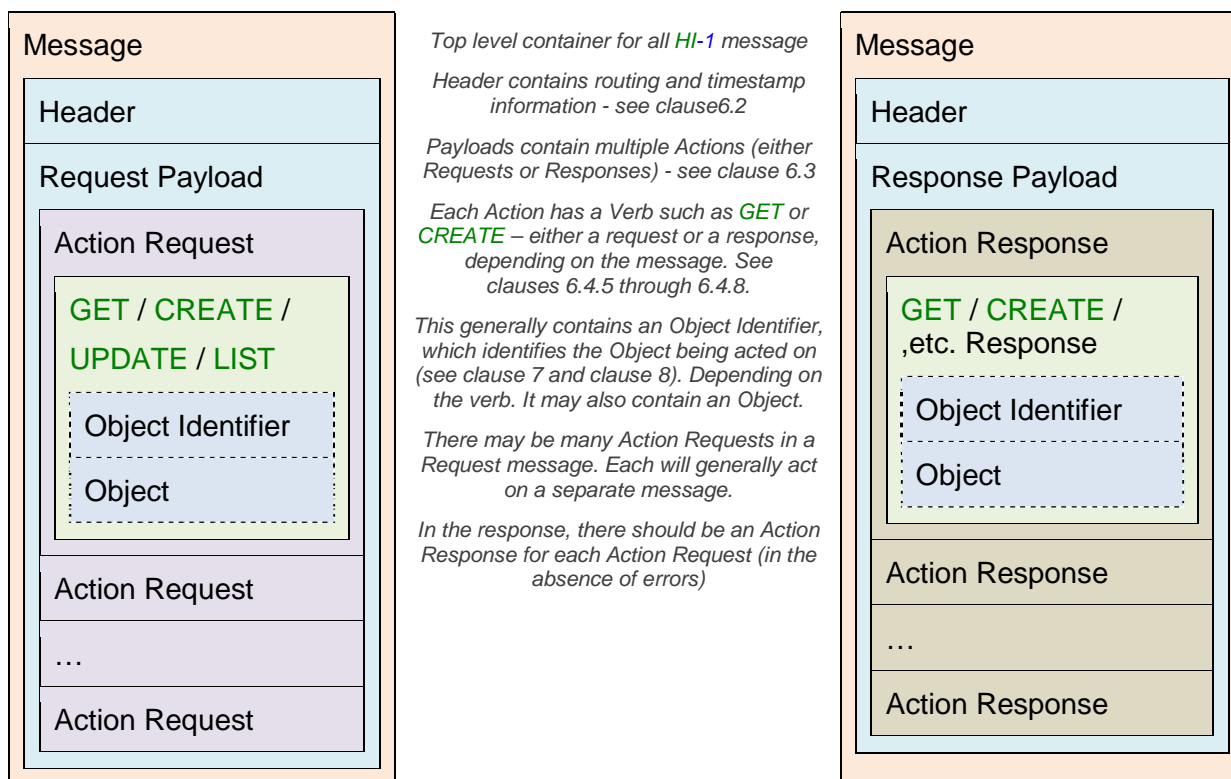 Message
Header
Request Payload
Action Request
GET / CREATE /
UPDATE / LIST
Object Identifier
Object
Action Request
…
Action Request
Top level container for all HI-1 message
Header contains routing and timestamp
information - see clause6.2
Payloads contain multiple Actions (either
Requests or Responses) - see clause 6.3
Each Action has a Verb such as GET or
CREATE – either a request or a response,
depending on the message. See
clauses 6.4.5 through 6.4.8.
This generally contains an Object Identifier,
which identifies the Object being acted on
(see clause 7 and clause 8). Depending on
the verb. It may also contain an Object.
There may be many Action Requests in a
Request message. Each will generally act
on a separate message.
In the response, there should be an Action
Response for each Action Request (in the
absence of errors)
Message
Header
Response Payload
Action Response
GET / CREATE /
,etc. Response
Object Identifier
Object
Action Response
…
Action Response